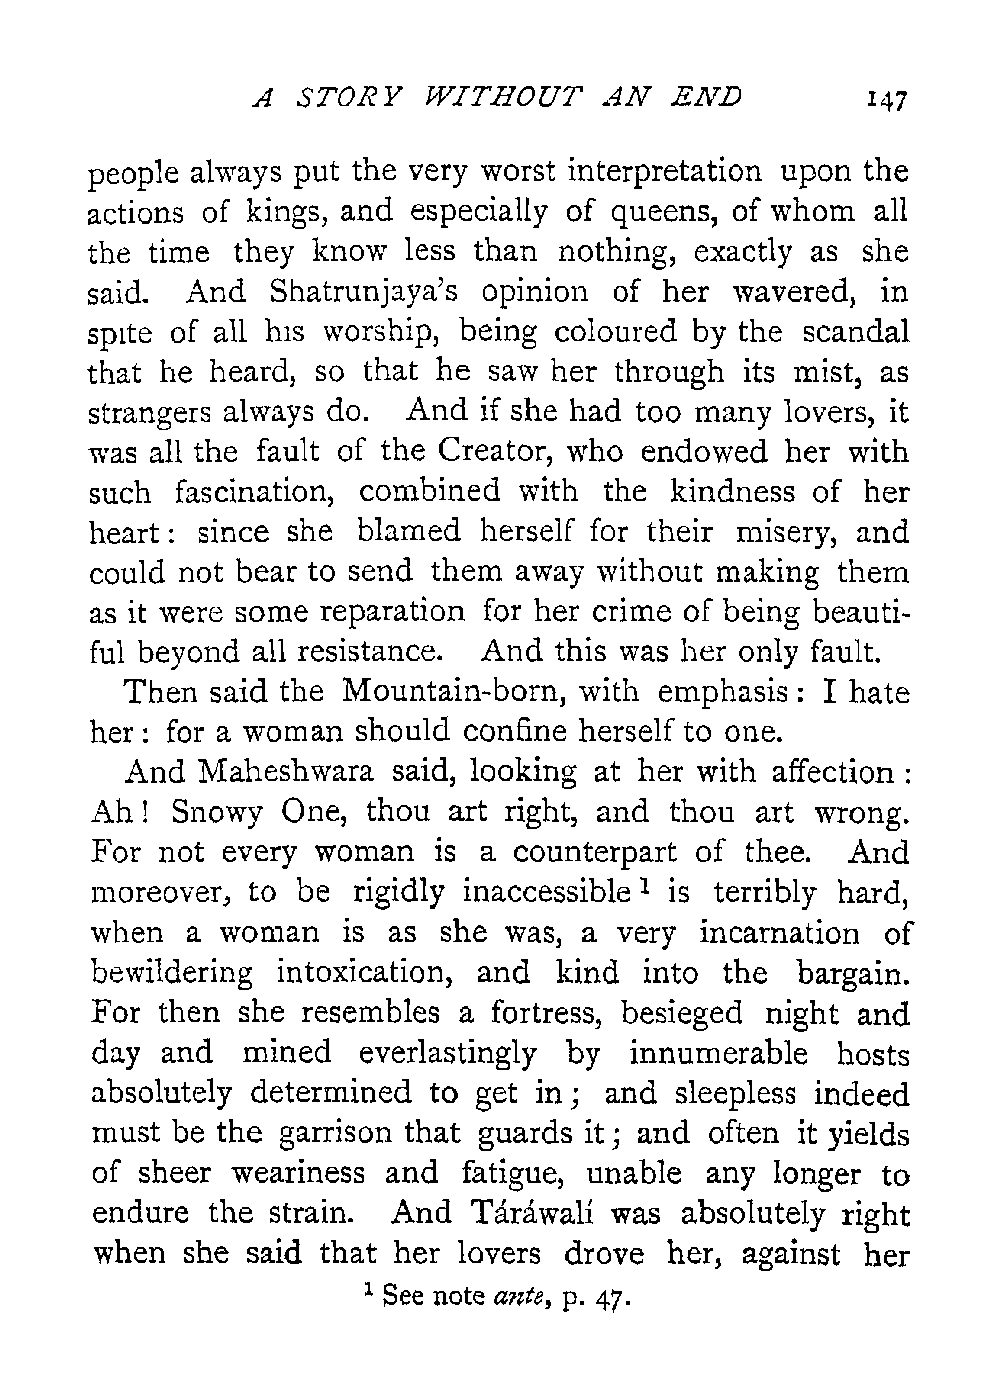 A STORY WITHOUT AN END 147
people always put the very worst interpretation upon the
actions of kings, and especially of queens, of whom all
the time they know less than nothing, exactly as she
said. And Shatrunjaya's opinion of her wavered, in
spite of all his worship, being coloured by the scandal
that he heard, so that he saw her through its mist, as
strangers always do. And if she had too many lovers, it
was all the fault of the Creator, who endowed her with
such fascination, combined with the kindness of her
heart : since she blamed herself for their misery, and
could not bear to send them away without making them
as it were some reparation for her crime of being beauti-
ful beyond all resistance. And this was her only fault.
Then said the Mountain-born, with emphasis : I hate
her : for a woman should confine herself to one.
And Maheshwara said, looking at her with affection :
Ah ! Snowy One, thou art right, and thou art wrong.
For not every woman is a counterpart of thee. And
moreover, to be rigidly inaccessible ¹ is terribly hard,
when a woman is as she was, a very incarnation of
bewildering intoxication, and kind into the bargain.
For then she resembles a fortress, besieged night and
day and mined everlastingly by innumerable hosts
absolutely determined to get in ; and sleepless indeed
must be the garrison that guards it ; and often it yields
of sheer weariness and fatigue, unable any longer to
endure the strain. And Táráwalí was absolutely right
when she said that her lovers drove her, against her
¹ See note ante, p. 47.